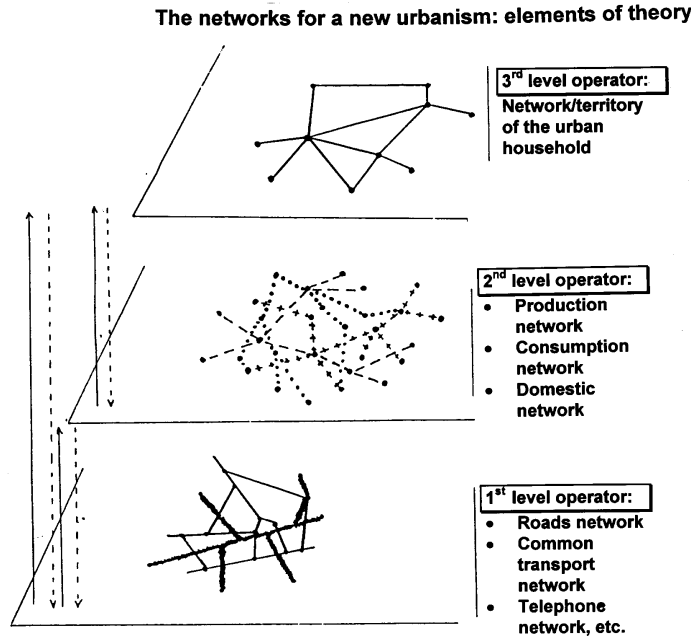 The networks for a new urbanism: elements of theory
3rd level operator:
Network/territory
of the urban
household
2nd level operator:
• Production
network
• Consumption
network
• Domestic
network
1st level operator:
• Roads network
• Common
transport
network
• Telephone
network, etc.